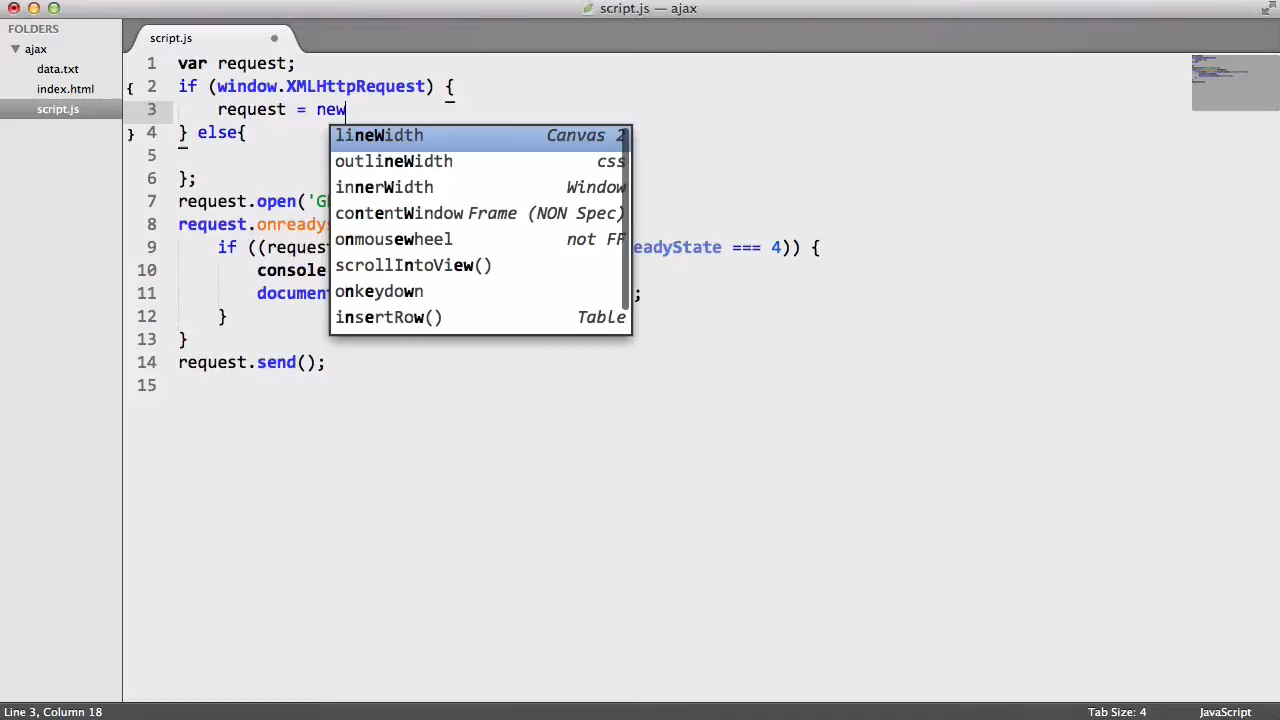 script.js — ajax
FOLDERS
ajax
data.txt
index.html
script.js
script.js
1 var request;
{ 2 if (window.XMLHttpRequest) {
3 request = new
} 4 } else{
5
6 };
7 request.open('G
8 request.onreadys
9 if ((request eadyState === 4)) {
10 console
11 document ;
12 }
13 }
14 request.send();
15
lineWidth Canvas 2
outlineWidth css
innerWidth Window
contentWindow Frame (NON Spec)
onmousewheel not FF
scrollIntoView()
onkeydown
insertRow() Table
Line 3, Column 18
Tab Size: 4
JavaScript